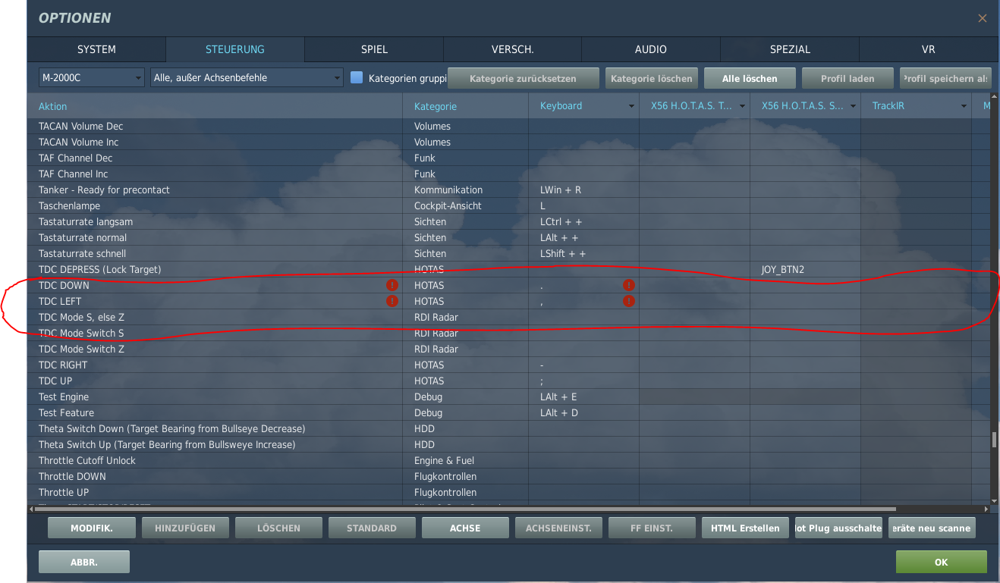 OPTIONEN
SYSTEM STEUERUNG SPIEL VERSCH. AUDIO SPEZIAL VR
M-2000C Alle, außer Achsenbefehle Kategorien gruppi Kategorie zurücksetzen Kategorie löschen Alle löschen Profil laden Profil speichern al
Aktion Kategorie Keyboard X56 H.O.T.A.S. T... X56 H.O.T.A.S. S... TrackIR M
TACAN Volume Dec Volumes
TACAN Volume Inc Volumes
TAF Channel Dec Funk
TAF Channel Inc Funk
Tanker - Ready for precontact Kommunikation LWin + R
Taschenlampe Cockpit-Ansicht L
Tastaturrate langsam Sichten LCtrl + +
Tastaturrate normal Sichten LAlt + +
Tastaturrate schnell Sichten LShift + +
TDC DEPRESS (Lock Target) HOTAS JOY_BTN2
TDC DOWN ! HOTAS . !
TDC LEFT ! HOTAS , !
TDC Mode S, else Z RDI Radar
TDC Mode Switch S RDI Radar
TDC Mode Switch Z RDI Radar
TDC RIGHT HOTAS -
TDC UP HOTAS ;
Test Engine Debug LAlt + E
Test Feature Debug LAlt + D
Theta Switch Down (Target Bearing from Bullseye Decrease) HDD
Theta Switch Up (Target Bearing from Bullsweye Increase) HDD
Throttle Cutoff Unlock Engine & Fuel
Throttle DOWN Flugkontrollen
Throttle UP Flugkontrollen
MODIFIK. HINZUFÜGEN LÖSCHEN STANDARD ACHSE ACHSENEINST. FF EINST. HTML Erstellen lot Plug ausschalte eräte neu scanne
ABBR. OK